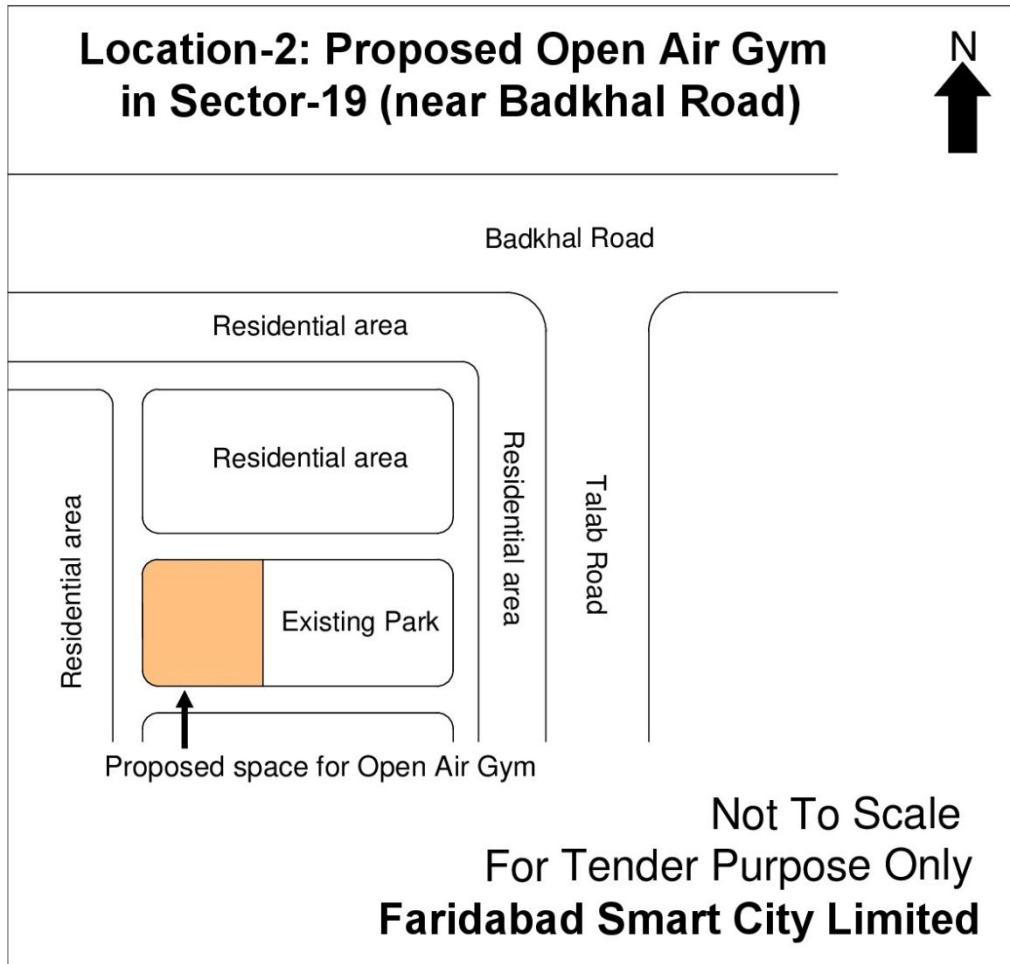 Location-2: Proposed Open Air Gym
in Sector-19 (near Badkhal Road)
N
Badkhal Road
Residential area
Residential area
Residential area
Talab Road
Residential area
Existing Park
Proposed space for Open Air Gym
Not To Scale
For Tender Purpose Only
Faridabad Smart City Limited